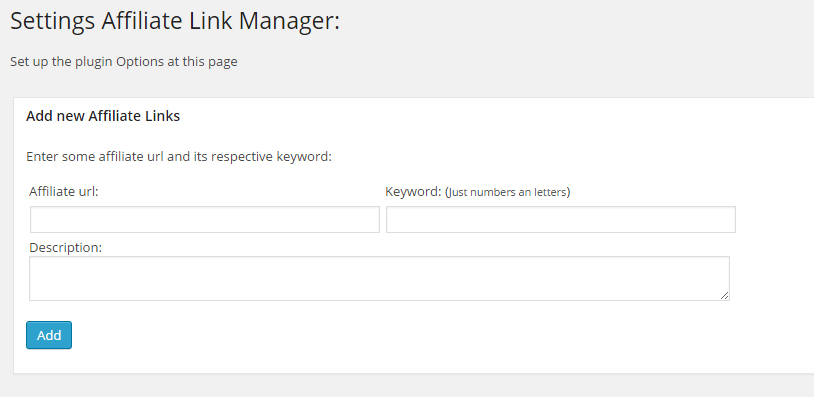 Settings Affiliate Link Manager:
Set up the plugin Options at this page
Add new Affiliate Links
Enter some affiliate url and its respective keyword:
Affiliate url: Keyword: (Just numbers an letters)
Description:
Add